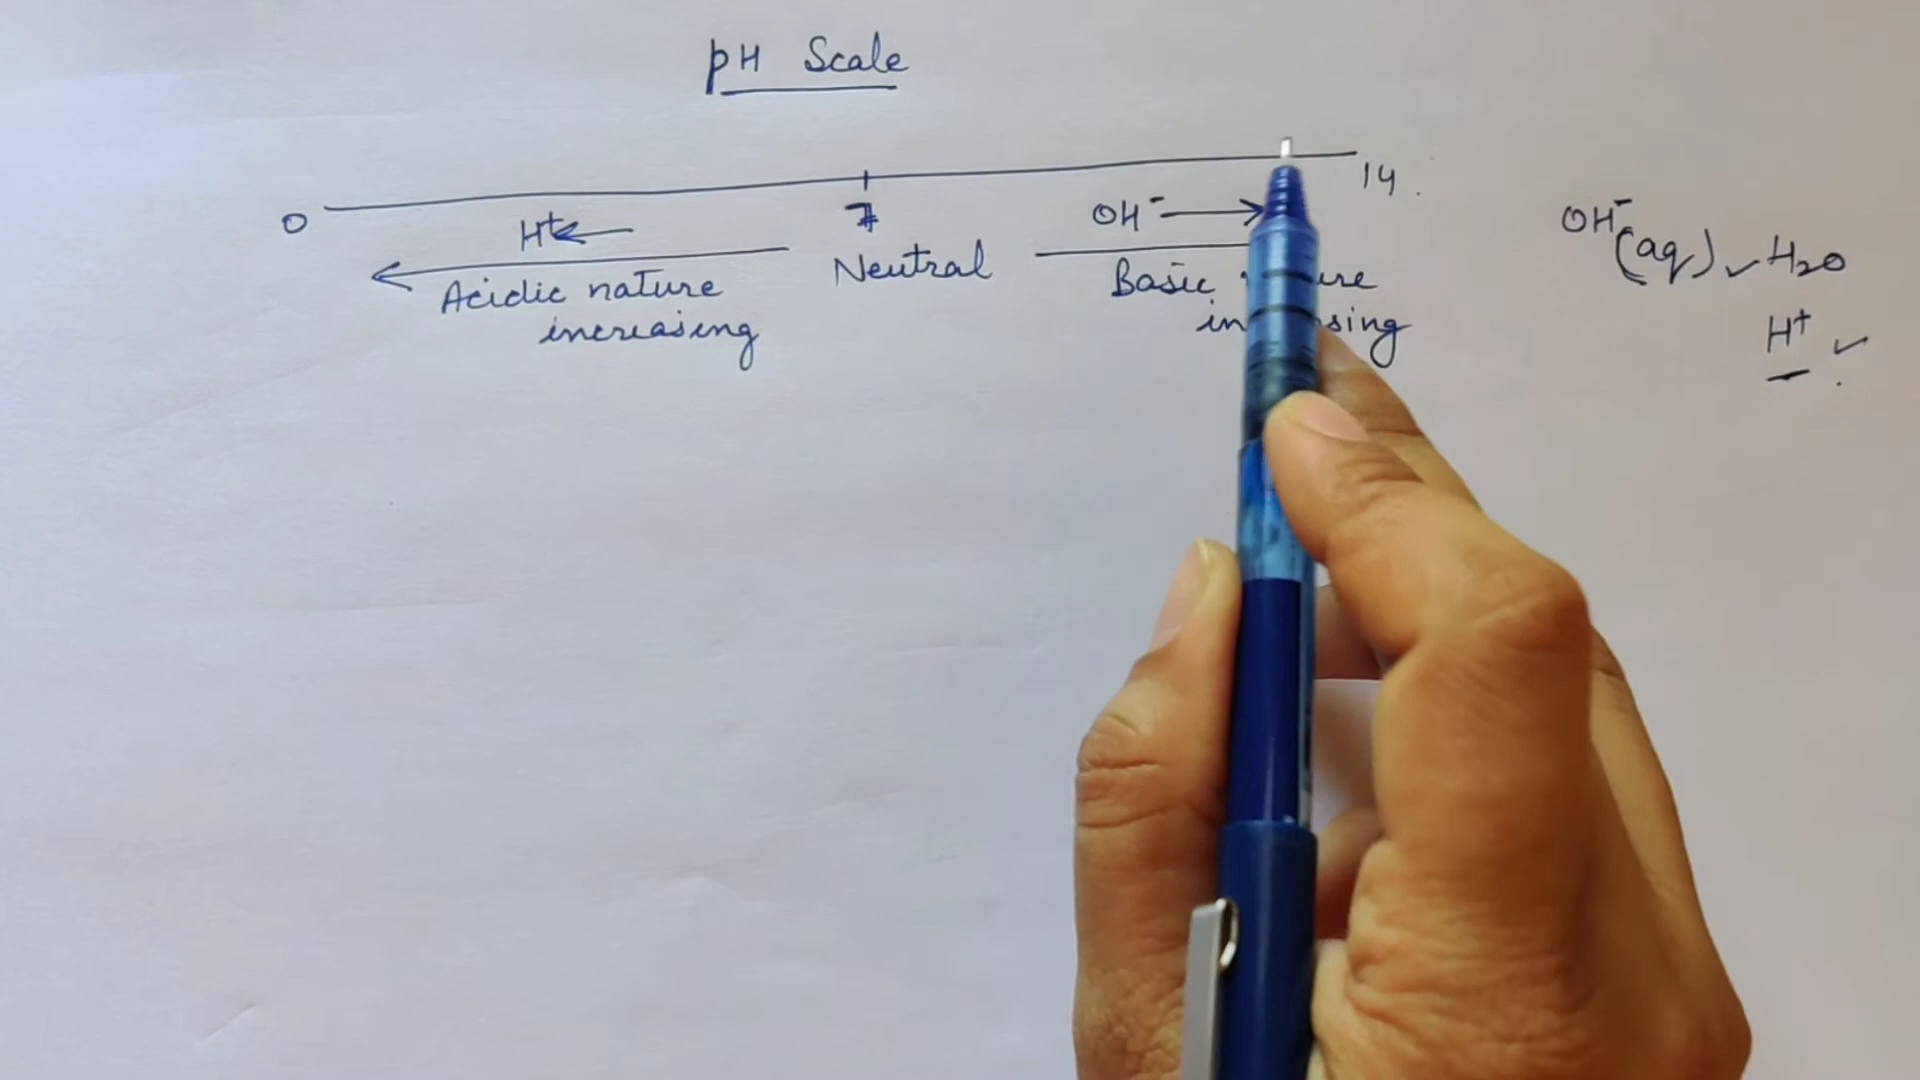 pH Scale
0 7 14.
H+ ← OH- →
Neutral
Acidic nature
increasing
Basic
OH-(aq) ✓ H2O
H+ ✓